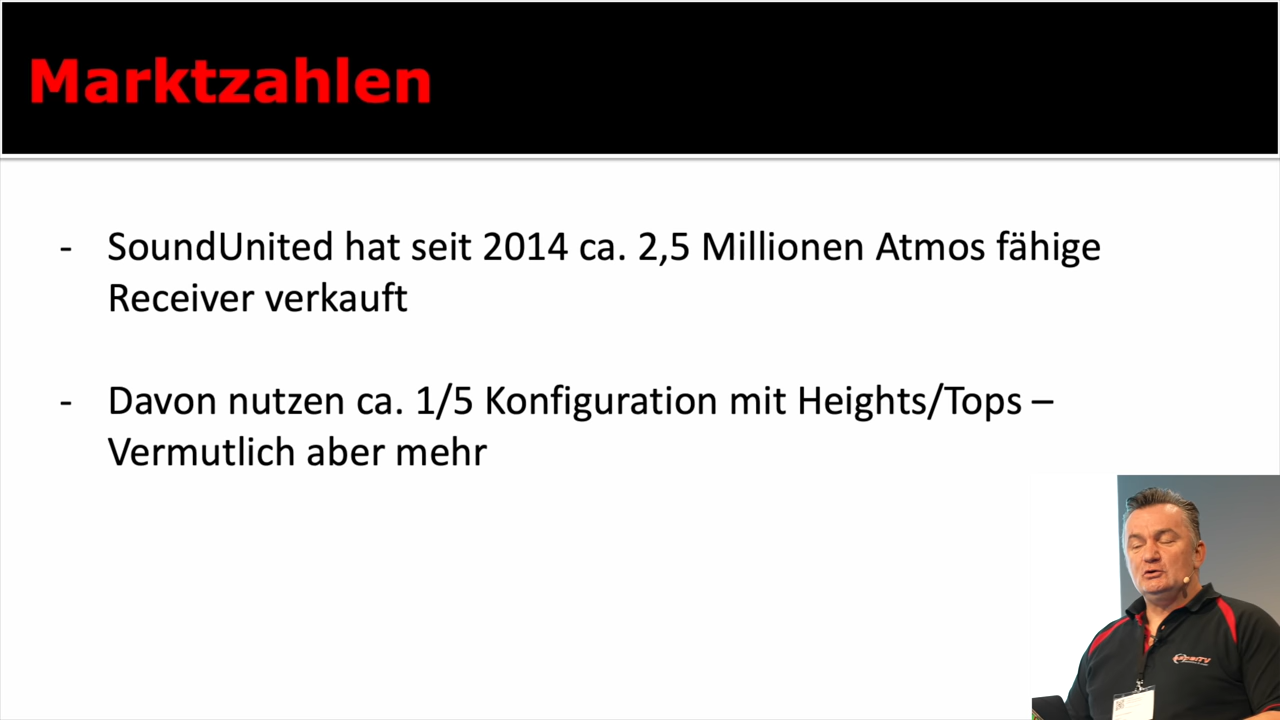 Marktzahlen
- SoundUnited hat seit 2014 ca. 2,5 Millionen Atmos fähige
Receiver verkauft
- Davon nutzen ca. 1/5 Konfiguration mit Heights/Tops –
Vermutlich aber mehr